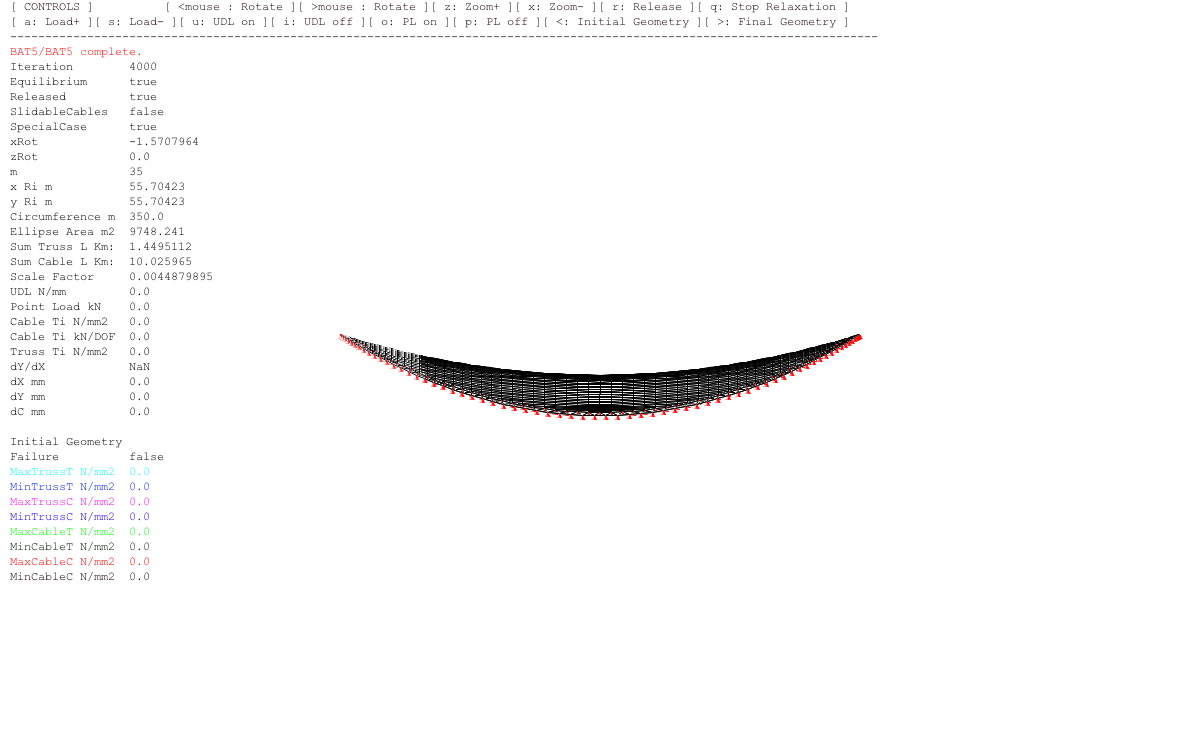 [ CONTROLS ] [ <mouse : Rotate ][ >mouse : Rotate ][ z: Zoom+ ][ x: Zoom- ][ r: Release ][ q: Stop Relaxation ]
[ a: Load+ ][ s: Load- ][ u: UDL on ][ i: UDL off ][ o: PL on ][ p: PL off ][ <: Initial Geometry ][ >: Final Geometry ]
---------------------------------------------------------------------------------------------------------------------------
BAT5/BAT5 complete.
Iteration 4000
Equilibrium true
Released true
SlidableCables false
SpecialCase true
xRot -1.5707964
zRot 0.0
m 35
x Ri m 55.70423
y Ri m 55.70423
Circumference m 350.0
Ellipse Area m2 9748.241
Sum Truss L Km: 1.4495112
Sum Cable L Km: 10.025965
Scale Factor 0.0044879895
UDL N/mm 0.0
Point Load kN 0.0
Cable Ti N/mm2 0.0
Cable Ti kN/DOF 0.0
Truss Ti N/mm2 0.0
dY/dX NaN
dX mm 0.0
dY mm 0.0
dC mm 0.0
Initial Geometry
Failure false
MaxTrussT N/mm2 0.0
MinTrussT N/mm2 0.0
MaxTrussC N/mm2 0.0
MinTrussC N/mm2 0.0
MaxCableT N/mm2 0.0
MinCableT N/mm2 0.0
MaxCableC N/mm2 0.0
MinCableC N/mm2 0.0